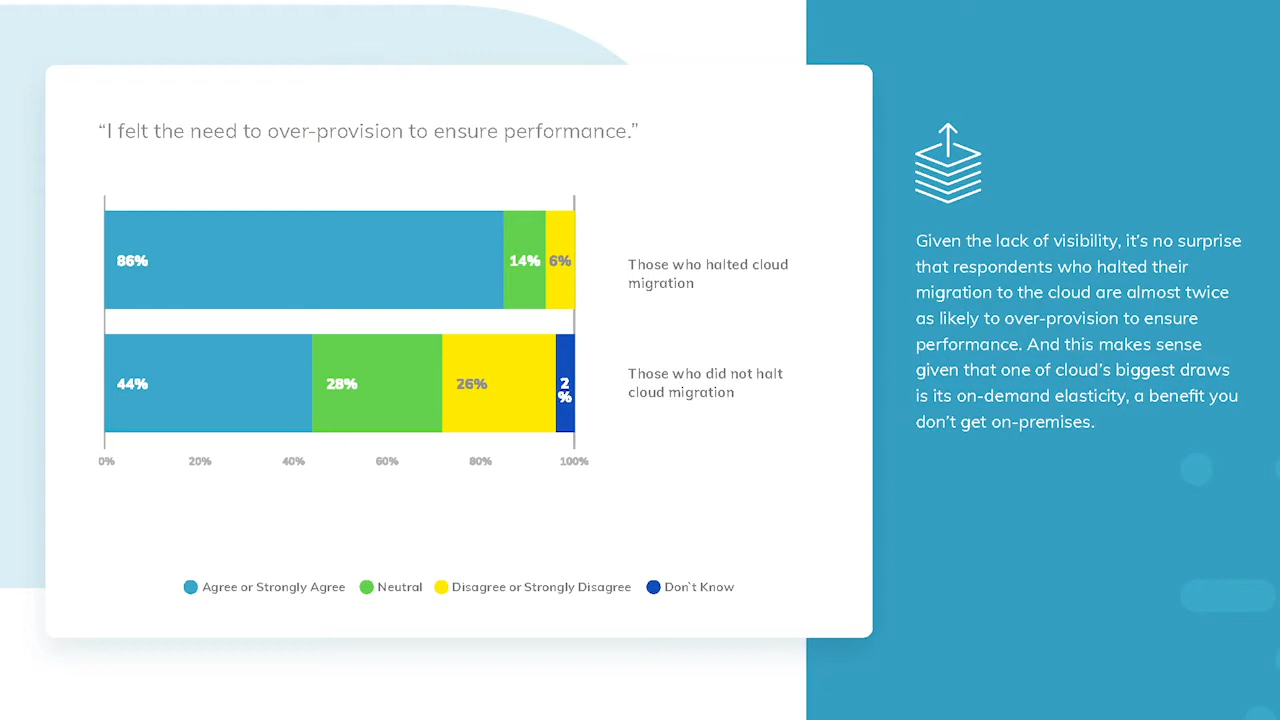 “I felt the need to over-provision to ensure performance.”
86%
14%
6%
Those who halted cloud
migration
44%
28%
26%
2
%
Those who did not halt
cloud migration
0%
20%
40%
60%
80%
100%
Agree or Strongly Agree
Neutral
Disagree or Strongly Disagree
Don`t Know
Given the lack of visibility, it’s no surprise
that respondents who halted their
migration to the cloud are almost twice
as likely to over-provision to ensure
performance. And this makes sense
given that one of cloud’s biggest draws
is its on-demand elasticity, a benefit you
don’t get on-premises.